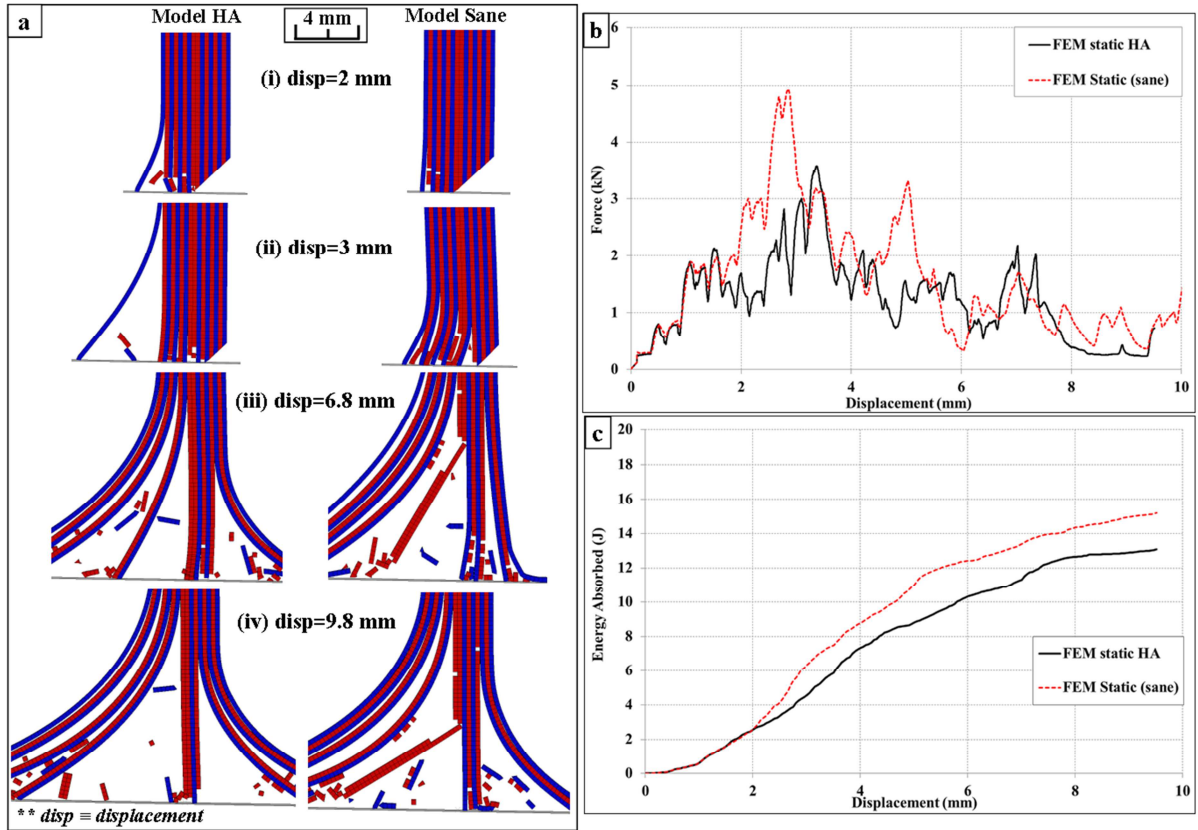 a
Model HA
4 mm
Model Sane
(i) disp=2 mm
(ii) disp=3 mm
(iii) disp=6.8 mm
(iv) disp=9.8 mm
** disp = displacement
b
6
5
4
3
2
1
0
Force (kN)
FEM static HA
FEM Static (sane)
0 2 4 6 8 10
Displacement (mm)
c
20
18
16
14
12
10
8
6
4
2
0
Energy Absorbed (J)
FEM static HA
FEM Static (sane)
0 2 4 6 8 10
Displacement (mm)